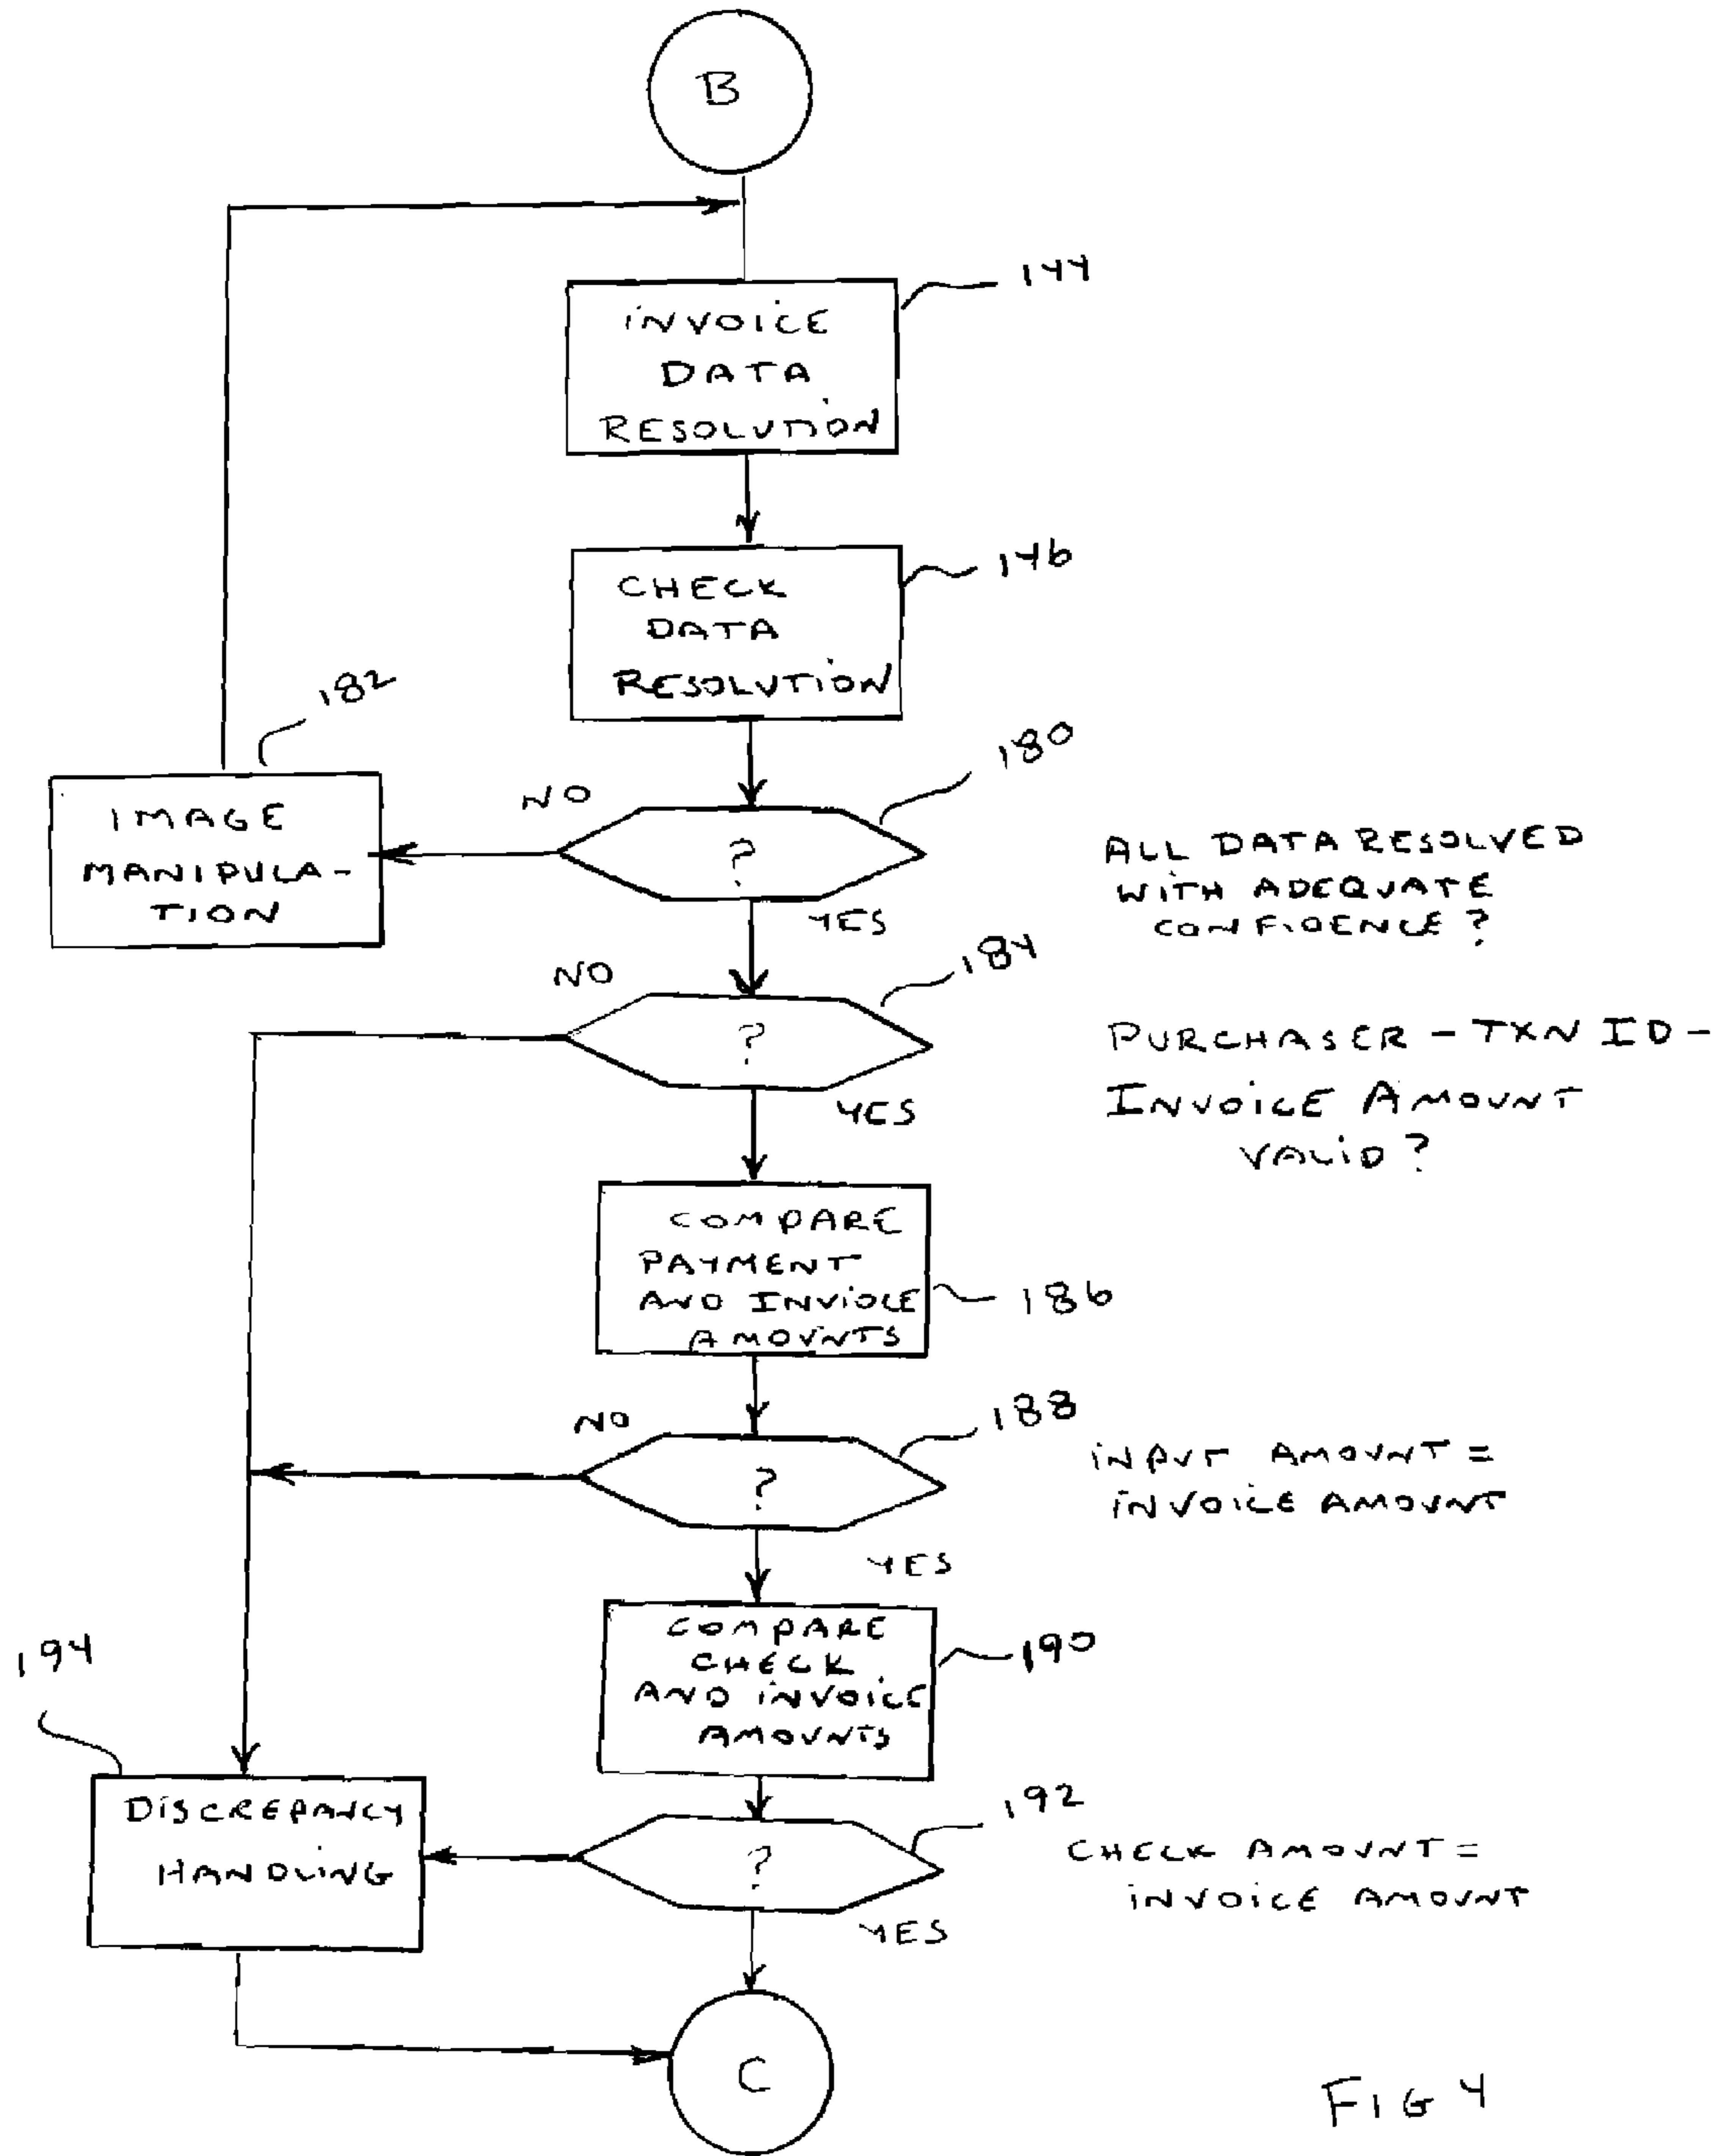 B
144
INVOICE
DATA
RESOLUTION
146
CHECK
DATA
RESOLUTION
182
180
IMAGE
MANIPULA-
TION
NO
?
YES
ALL DATA RESOLVED
WITH ADEQUATE
CONFIDENCE?
184
NO
?
YES
PURCHASER - TXN ID -
INVOICE AMOUNT
VALID?
COMPARE
PAYMENT
AND INVIOCE
AMOUNTS
186
188
NO
?
YES
INPUT AMOUNT =
INVOICE AMOUNT
COMPARE
CHECK
AND INVOICE
AMOUNTS
190
194
DISCREPANCY
HANDLING
192
?
YES
CHECK AMOUNT =
INVOICE AMOUNT
C
FIG 4